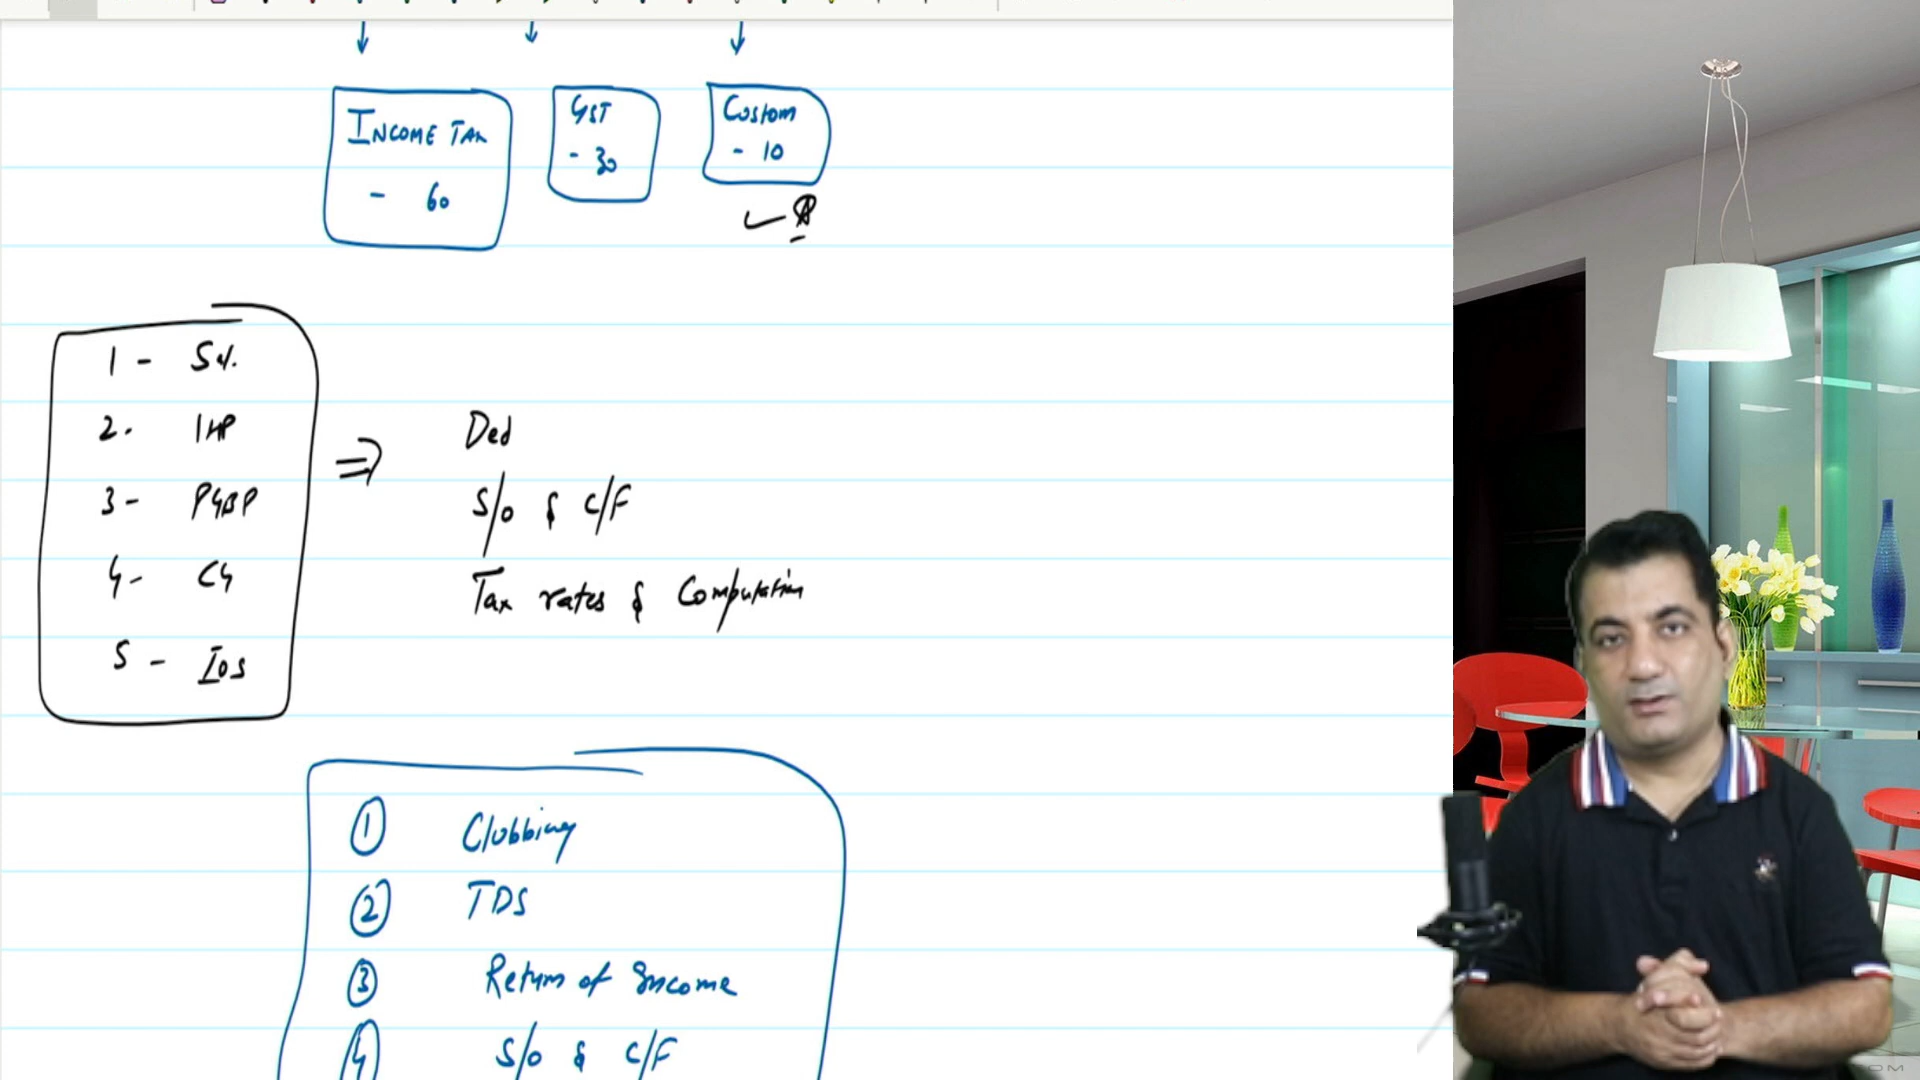 INCOME TAX
- 60
GST
- 30
Custom
- 10
1 - Sal.
2. IHP
3 - PGBP
4 - CG
5 - IOS
⇒
Ded
S/o & C/F
Tax rates & Computation
① Clubbing
② TDS
③ Return of Income
④ S/o & C/F